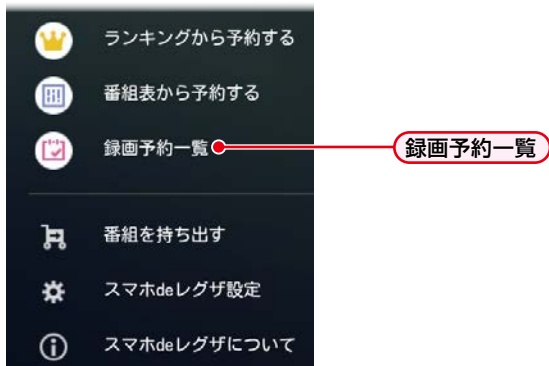 ランキングから予約する
番組表から予約する
録画予約一覧
録画予約一覧
番組を持ち出す
スマホdeレグザ設定
スマホdeレグザについて